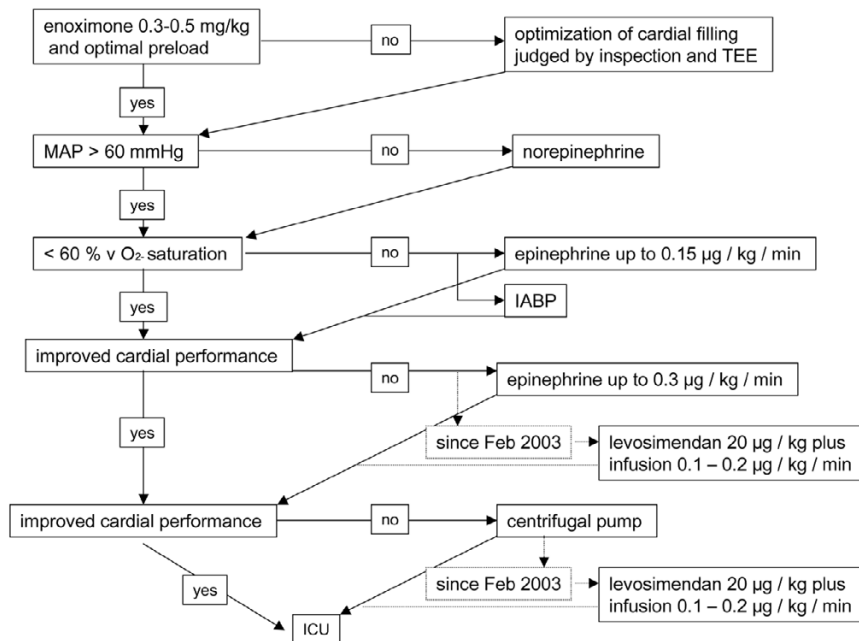 enoximone 0.3-0.5 mg/kg
and optimal preload
no
optimization of cardial filling
judged by inspection and TEE
yes
MAP > 60 mmHg
no
norepinephrine
yes
< 60 % v O2- saturation
no
epinephrine up to 0.15 µg / kg / min
yes
IABP
improved cardial performance
no
epinephrine up to 0.3 µg / kg / min
yes
since Feb 2003
levosimendan 20 µg / kg plus
infusion 0.1 – 0.2 µg / kg / min
improved cardial performance
no
centrifugal pump
yes
since Feb 2003
levosimendan 20 µg / kg plus
infusion 0.1 – 0.2 µg / kg / min
ICU